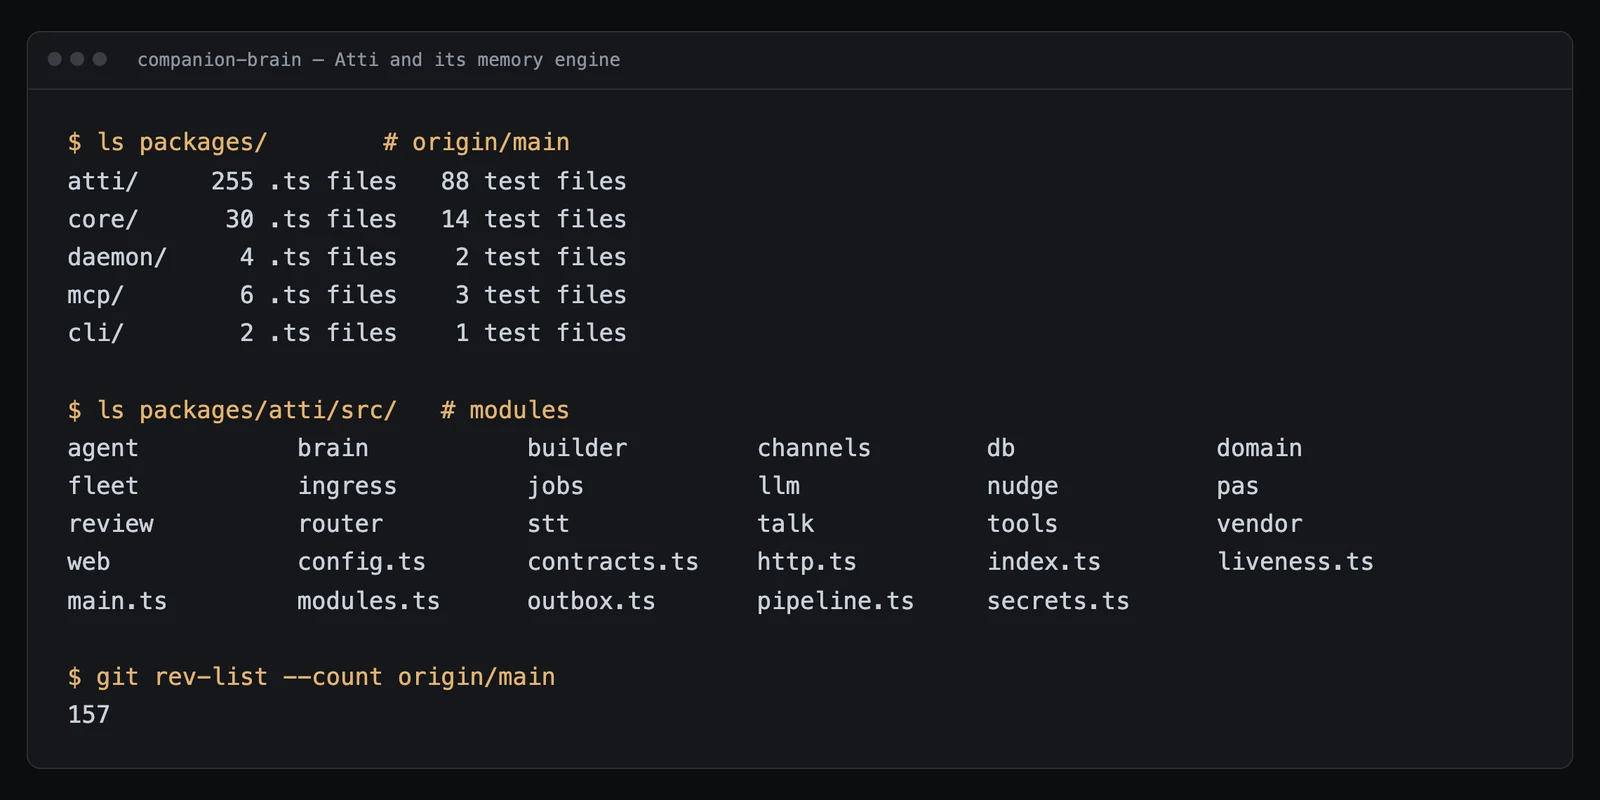 companion-brain — Atti and its memory engine
$ ls packages/        # origin/main
atti/     255 .ts files   88 test files
core/      30 .ts files   14 test files
daemon/     4 .ts files    2 test files
mcp/        6 .ts files    3 test files
cli/        2 .ts files    1 test files
$ ls packages/atti/src/   # modules
agent           brain           builder         channels        db              domain
fleet           ingress         jobs            llm             nudge           pas
review          router          stt             talk            tools           vendor
web             config.ts       contracts.ts    http.ts         index.ts        liveness.ts
main.ts         modules.ts      outbox.ts       pipeline.ts     secrets.ts
$ git rev-list --count origin/main
157